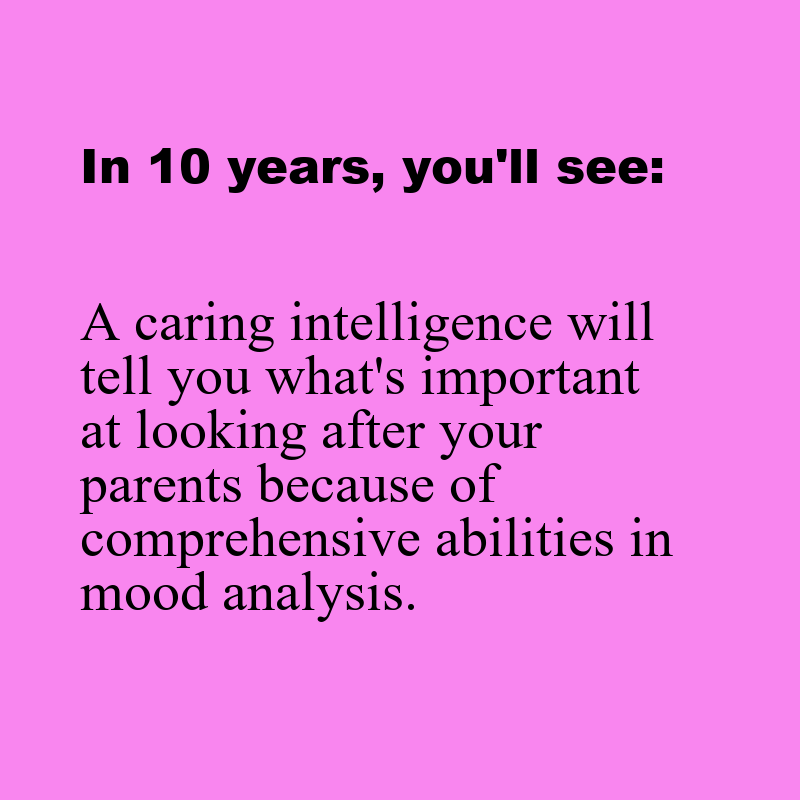 In 10 years, you'll see:
A caring intelligence will
tell you what's important
at looking after your
parents because of
comprehensive abilities in
mood analysis.